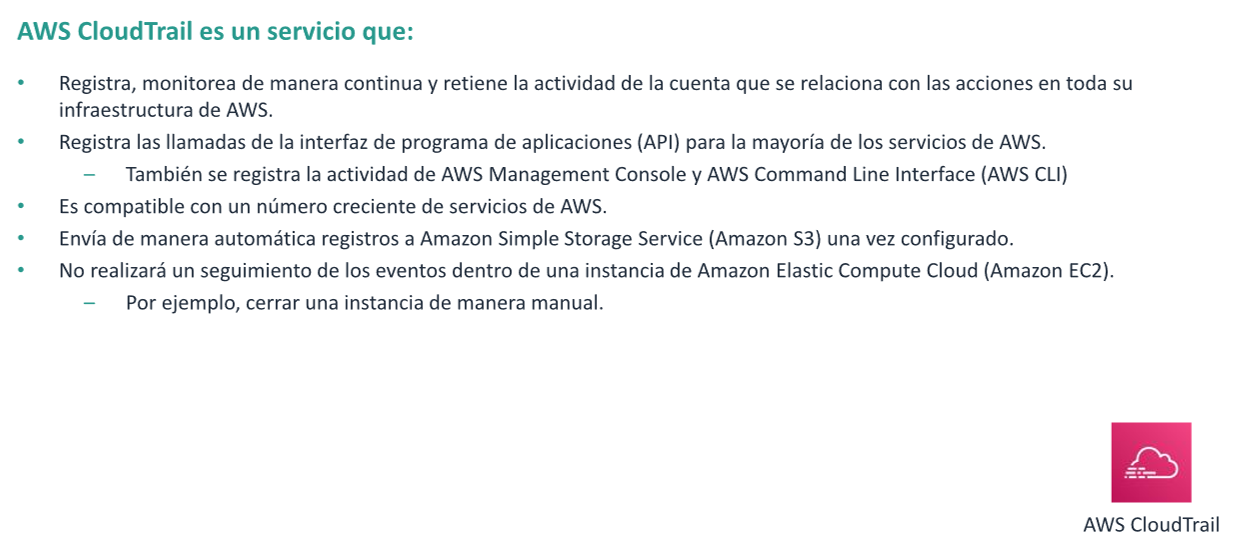 AWS CloudTrail es un servicio que:
• Registra, monitorea de manera continua y retiene la actividad de la cuenta que se relaciona con las acciones en toda su
infraestructura de AWS.
• Registra las llamadas de la interfaz de programa de aplicaciones (API) para la mayoría de los servicios de AWS.
– También se registra la actividad de AWS Management Console y AWS Command Line Interface (AWS CLI)
• Es compatible con un número creciente de servicios de AWS.
• Envía de manera automática registros a Amazon Simple Storage Service (Amazon S3) una vez configurado.
• No realizará un seguimiento de los eventos dentro de una instancia de Amazon Elastic Compute Cloud (Amazon EC2).
– Por ejemplo, cerrar una instancia de manera manual.
AWS CloudTrail